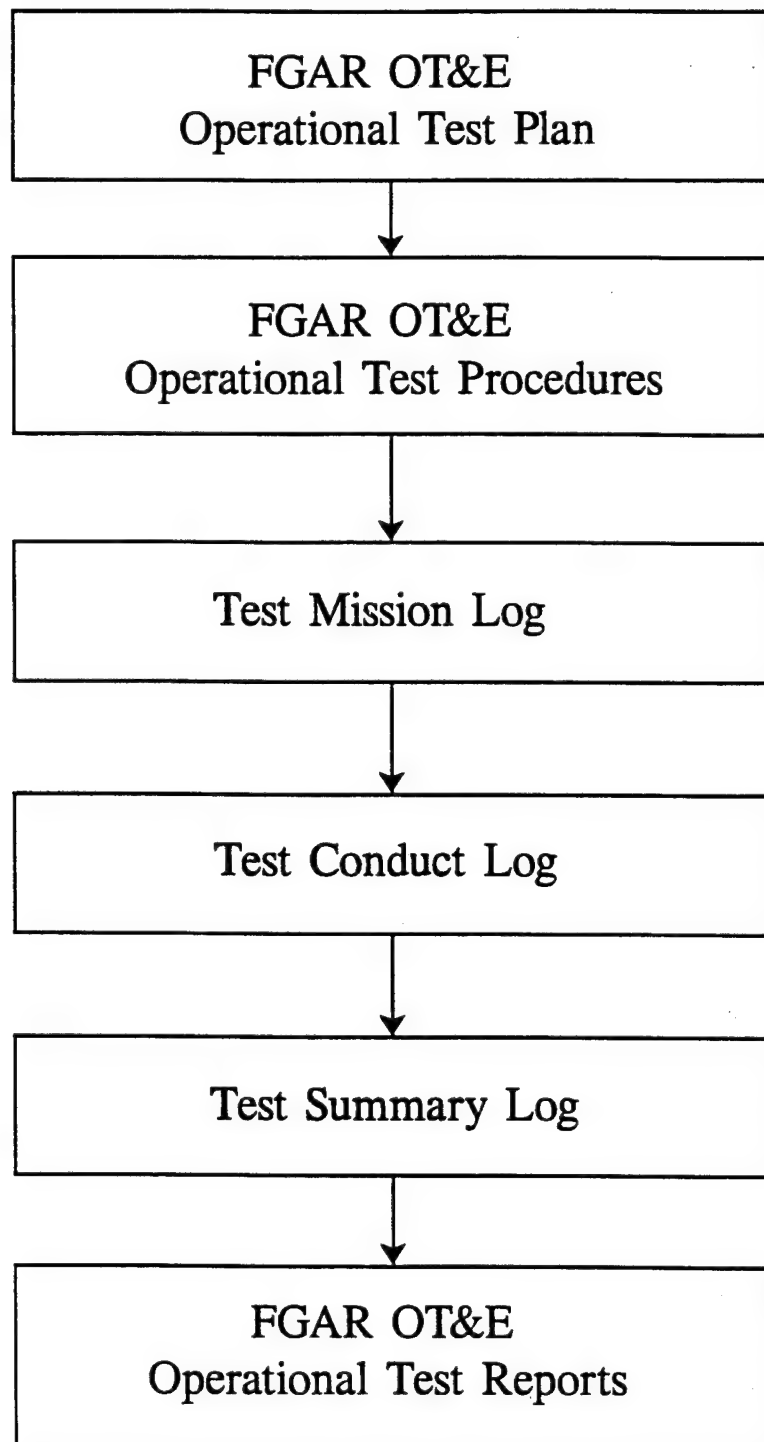 FGAR OT&E
Operational Test Plan
FGAR OT&E
Operational Test Procedures
Test Mission Log
Test Conduct Log
Test Summary Log
FGAR OT&E
Operational Test Reports